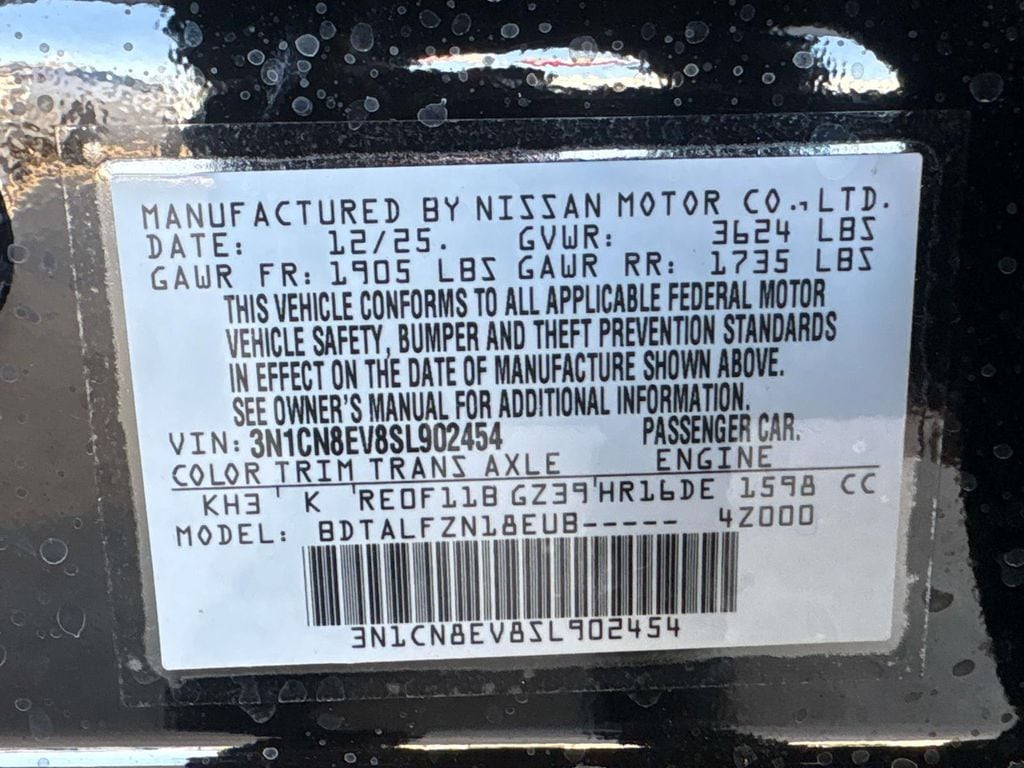 MANUFACTURED BY NISSAN MOTOR CO., LTD.
DATE: 12/25. GVWR: 3624 LBS
GAWR FR: 1905 LBS GAWR RR: 1735 LBS
THIS VEHICLE CONFORMS TO ALL APPLICABLE FEDERAL MOTOR
VEHICLE SAFETY, BUMPER AND THEFT PREVENTION STANDARDS
IN EFFECT ON THE DATE OF MANUFACTURE SHOWN ABOVE.
SEE OWNER'S MANUAL FOR ADDITIONAL INFORMATION.
VIN: 3N1CN8EV8SL902454 PASSENGER CAR.
COLOR TRIM TRANS AXLE ENGINE
KH3 K RE0F11B GZ39 HR16DE 1598 CC
MODEL: BDTALFZN18EUB----- 4Z000
3N1CN8EV8SL902454